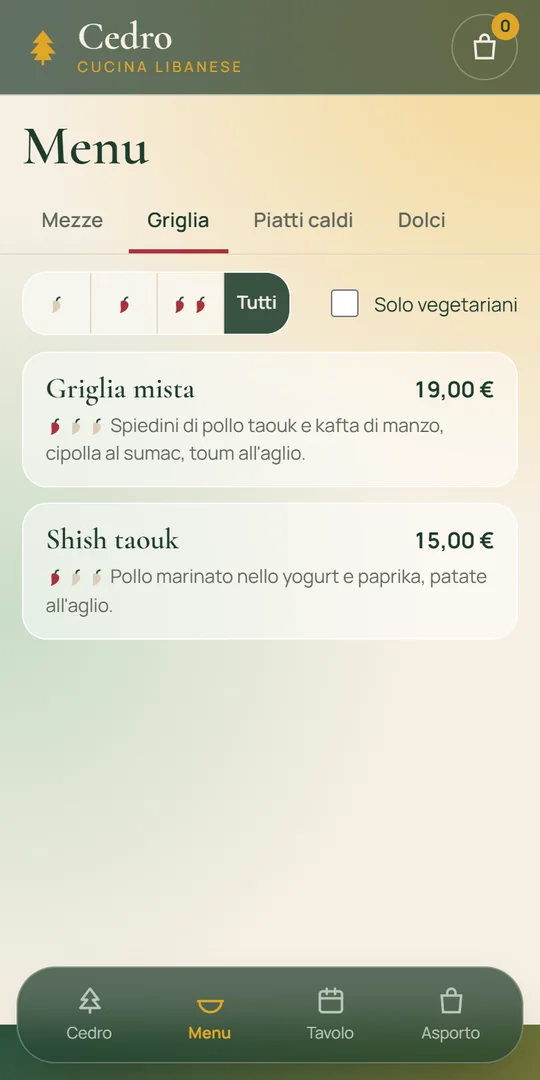 Cedro
CUCINA LIBANESE
0
Menu
Mezze Griglia Piatti caldi Dolci
Tutti Solo vegetariani
Griglia mista 19,00 €
Spiedini di pollo taouk e kafta di manzo,
cipolla al sumac, toum all'aglio.
Shish taouk 15,00 €
Pollo marinato nello yogurt e paprika, patate
all'aglio.
Cedro Menu Tavolo Asporto